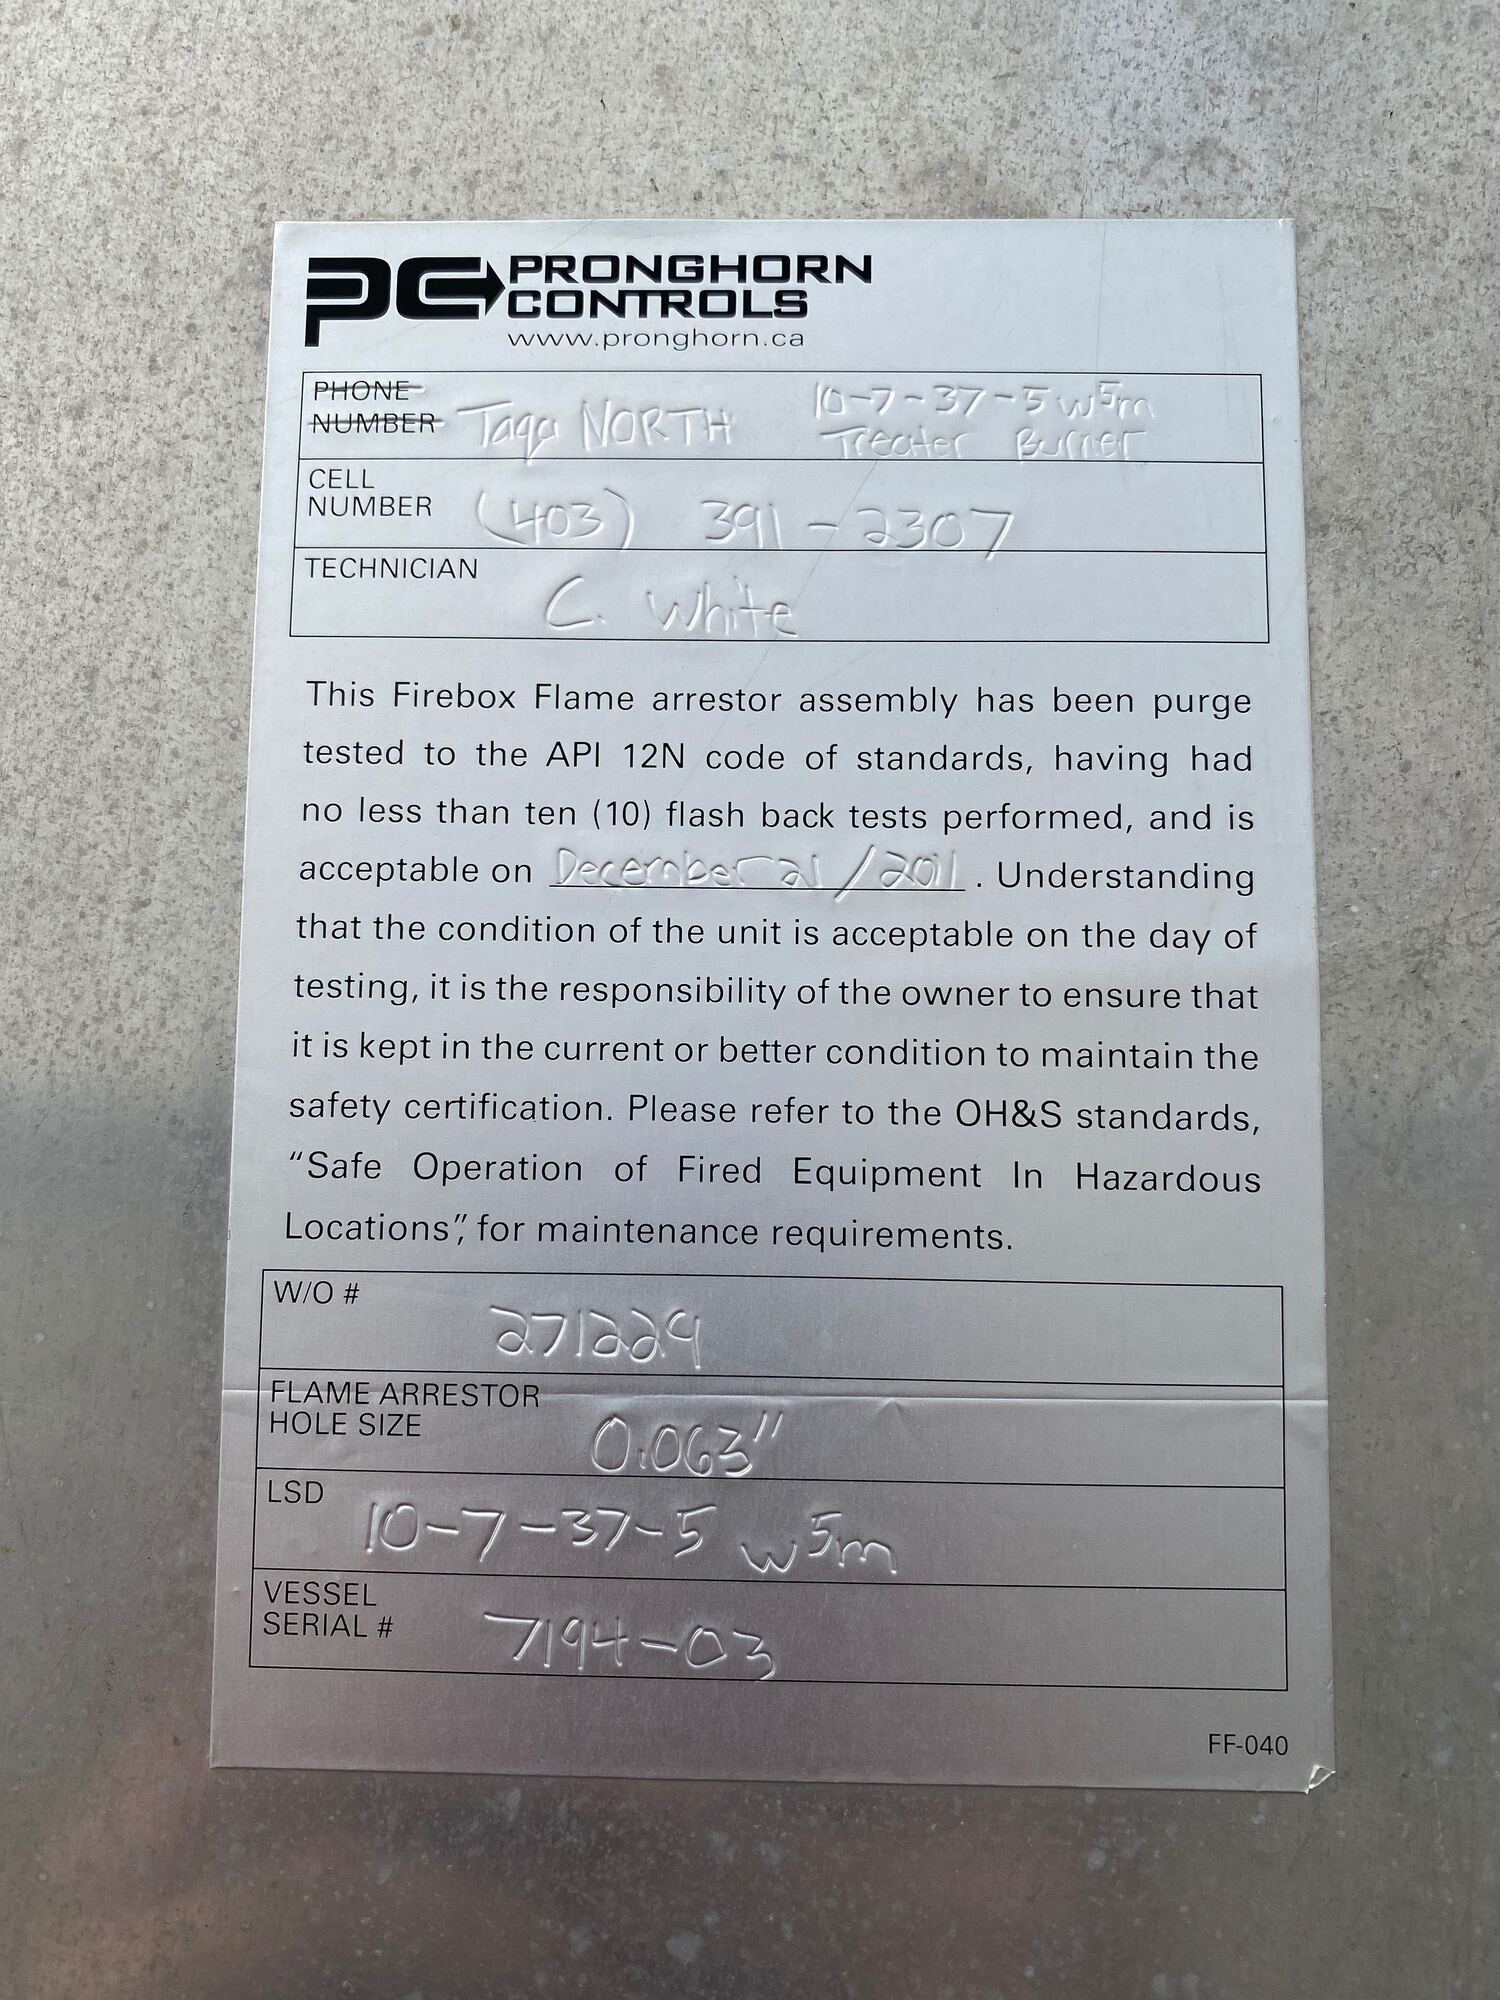 PC PRONGHORN
CONTROLS
www.pronghorn.ca
PHONE
NUMBER Taqa NORTH 10-7-37-5 w5m
Treater Burner
CELL
NUMBER (403) 391-2307
TECHNICIAN
C. White
This Firebox Flame arrestor assembly has been purge
tested to the API 12N code of standards, having had
no less than ten (10) flash back tests performed, and is
acceptable on December 21/2011. Understanding
that the condition of the unit is acceptable on the day of
testing, it is the responsibility of the owner to ensure that
it is kept in the current or better condition to maintain the
safety certification. Please refer to the OH&S standards,
"Safe Operation of Fired Equipment In Hazardous
Locations", for maintenance requirements.
W/O #
271229
FLAME ARRESTOR
HOLE SIZE 0.063"
LSD
10-7-37-5 w5m
VESSEL
SERIAL # 7194-03
FF-040